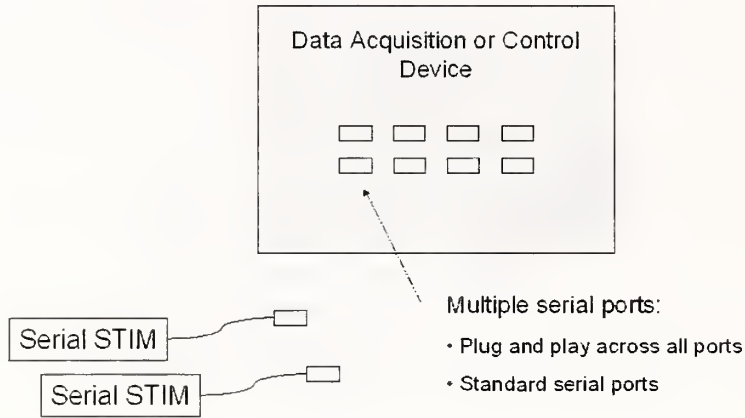 Data Acquisition or Control
Device
Multiple serial ports:
• Plug and play across all ports
• Standard serial ports
Serial STIM
Serial STIM